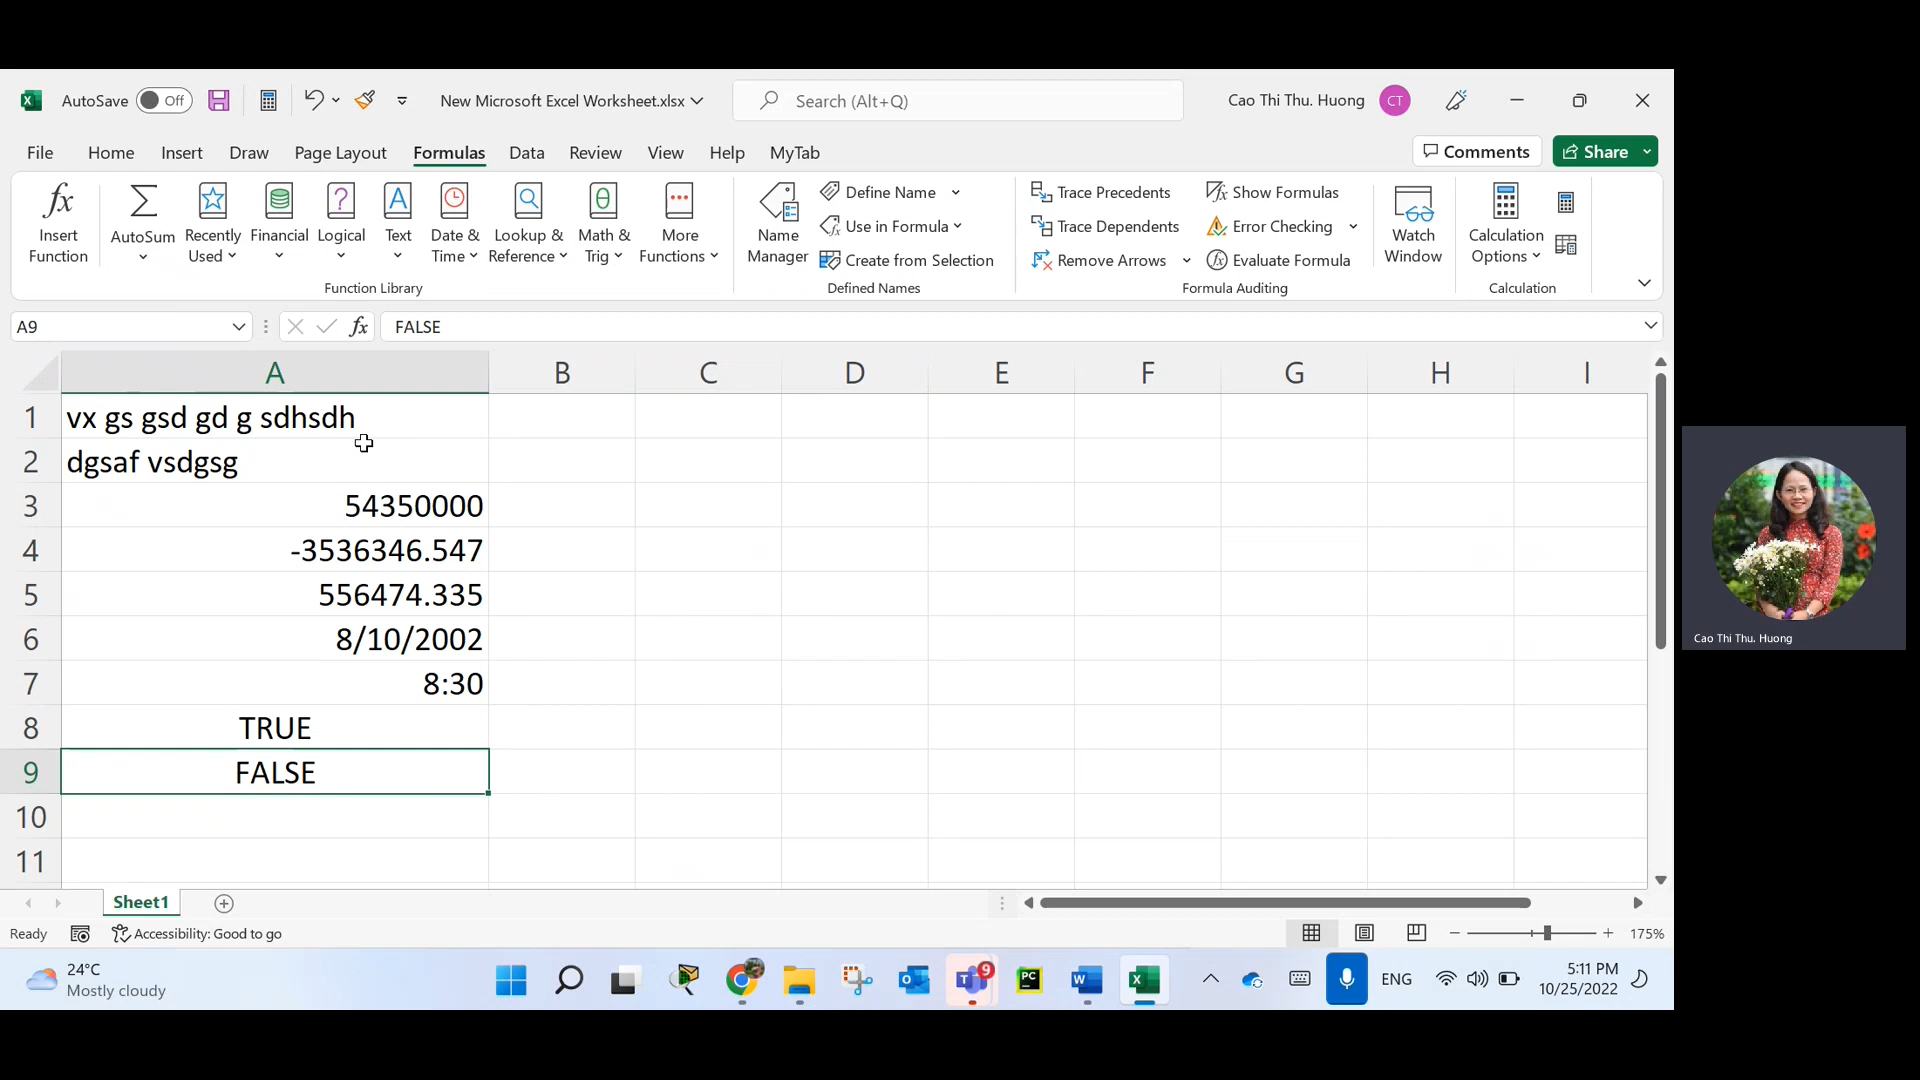 AutoSave Off New Microsoft Excel Worksheet.xlsx Search (Alt+Q) Cao Thi Thu. Huong CT
File Home Insert Draw Page Layout Formulas Data Review View Help MyTab Comments Share
fx Insert Function
AutoSum
Recently Used
Financial
Logical
Text
Date & Time
Lookup & Reference
Math & Trig
More Functions
Function Library
Name Manager
Define Name
Use in Formula
Create from Selection
Defined Names
Trace Precedents
Trace Dependents
Remove Arrows
Show Formulas
Error Checking
Evaluate Formula
Formula Auditing
Watch Window
Calculation Options
Calculation
A9 fx FALSE
A B C D E F G H I
1 vx gs gsd gd g sdhsdh
2 dgsaf vsdgsg
3 54350000
4 -3536346.547
5 556474.335
6 8/10/2002
7 8:30
8 TRUE
9 FALSE
10
11
Sheet1
Ready Accessibility: Good to go 175%
24°C
Mostly cloudy
9
PC
ENG
5:11 PM
10/25/2022
Cao Thi Thu. Huong